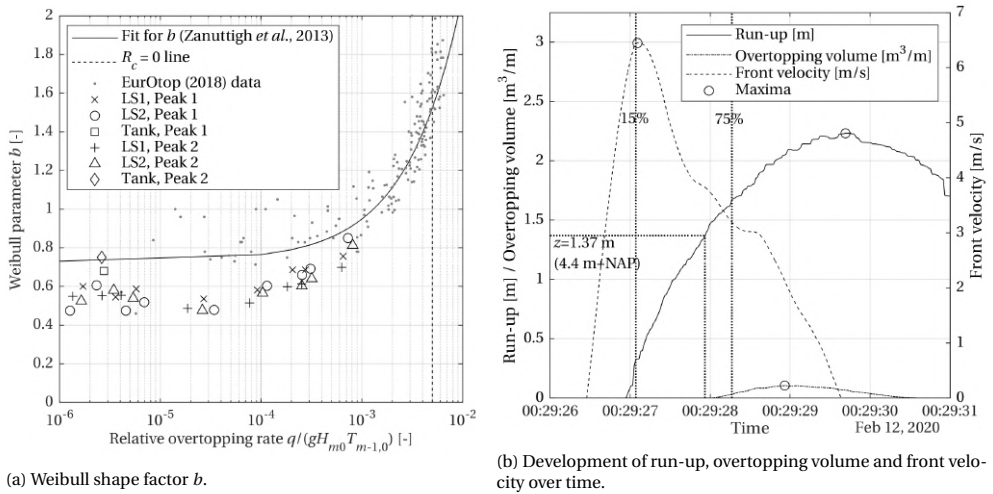 2
1.8
1.6
1.4
1.2
1
0.8
0.6
0.4
0.2
0
Weibull parameter b [-]
Fit for b (Zanuttigh et al., 2013)
R_c = 0 line
EurOtop (2018) data
LS1, Peak 1
LS2, Peak 1
Tank, Peak 1
LS1, Peak 2
LS2, Peak 2
Tank, Peak 2
10^-6 10^-5 10^-4 10^-3 10^-2
Relative overtopping rate q/(gH_m0T_m-1,0) [-]
(a) Weibull shape factor b.
3
2.5
2
1.5
1
0.5
0
Run-up [m] / Overtopping volume [m^3/m]
Run-up [m]
Overtopping volume [m^3/m]
Front velocity [m/s]
Maxima
15% 75%
z=1.37 m
(4.4 m+NAP)
7
6
5
4
3
2
1
0
Front velocity [m/s]
00:29:26 00:29:27 00:29:28 00:29:29 00:29:30 00:29:31
Time Feb 12, 2020
(b) Development of run-up, overtopping volume and front velo-
city over time.